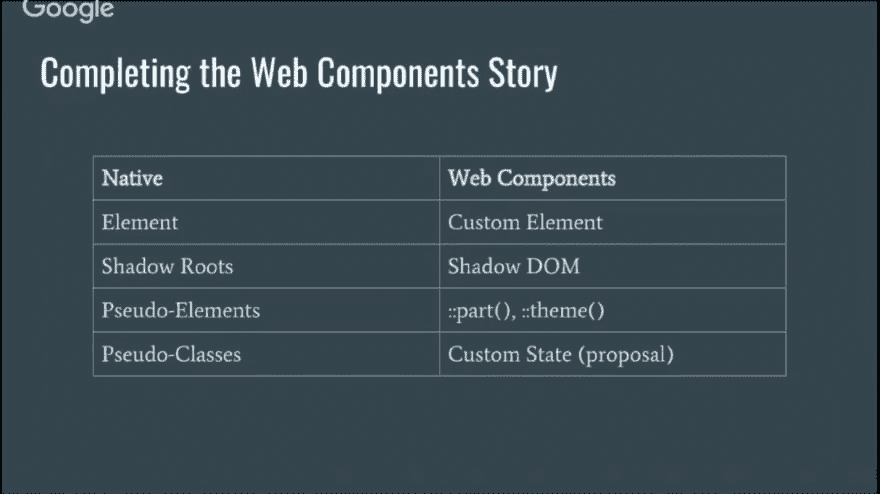 Google
Completing the Web Components Story
Native Web Components
Element Custom Element
Shadow Roots Shadow DOM
Pseudo-Elements ::part(), ::theme()
Pseudo-Classes Custom State (proposal)